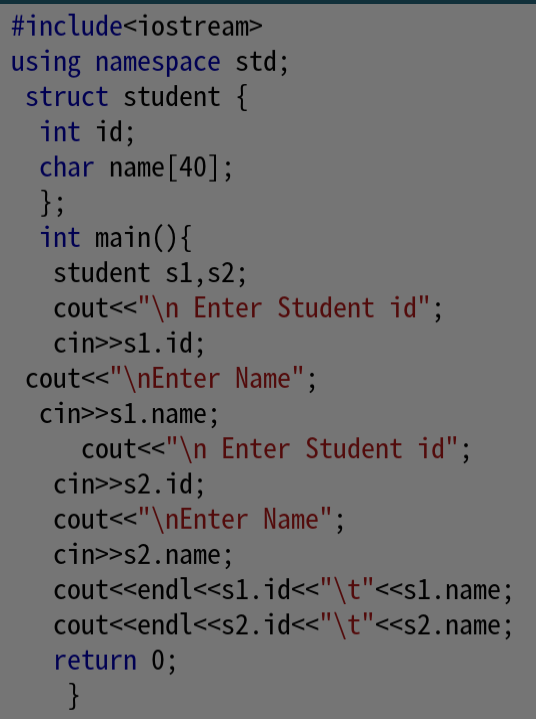 #include<iostream>
using namespace std;
struct student {
int id;
char name[40];
};
int main(){
student s1,s2;
cout<<"\n Enter Student id";
cin>>s1.id;
cout<<"\nEnter Name";
cin>>s1.name;
cout<<"\n Enter Student id";
cin>>s2.id;
cout<<"\nEnter Name";
cin>>s2.name;
cout<<endl<<s1.id<<"\t"<<s1.name;
cout<<endl<<s2.id<<"\t"<<s2.name;
return 0;
}